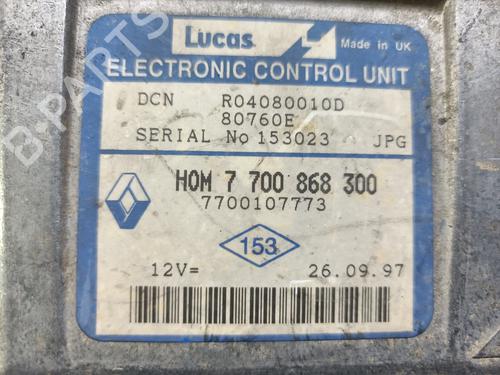 Lucas
Made in UK
ELECTRONIC CONTROL UNIT
DCN R04080010D
80760E
SERIAL No 153023 JPG
HOM 7 700 868 300
7700107773
153
12V= 26.09.97
B-PARTS